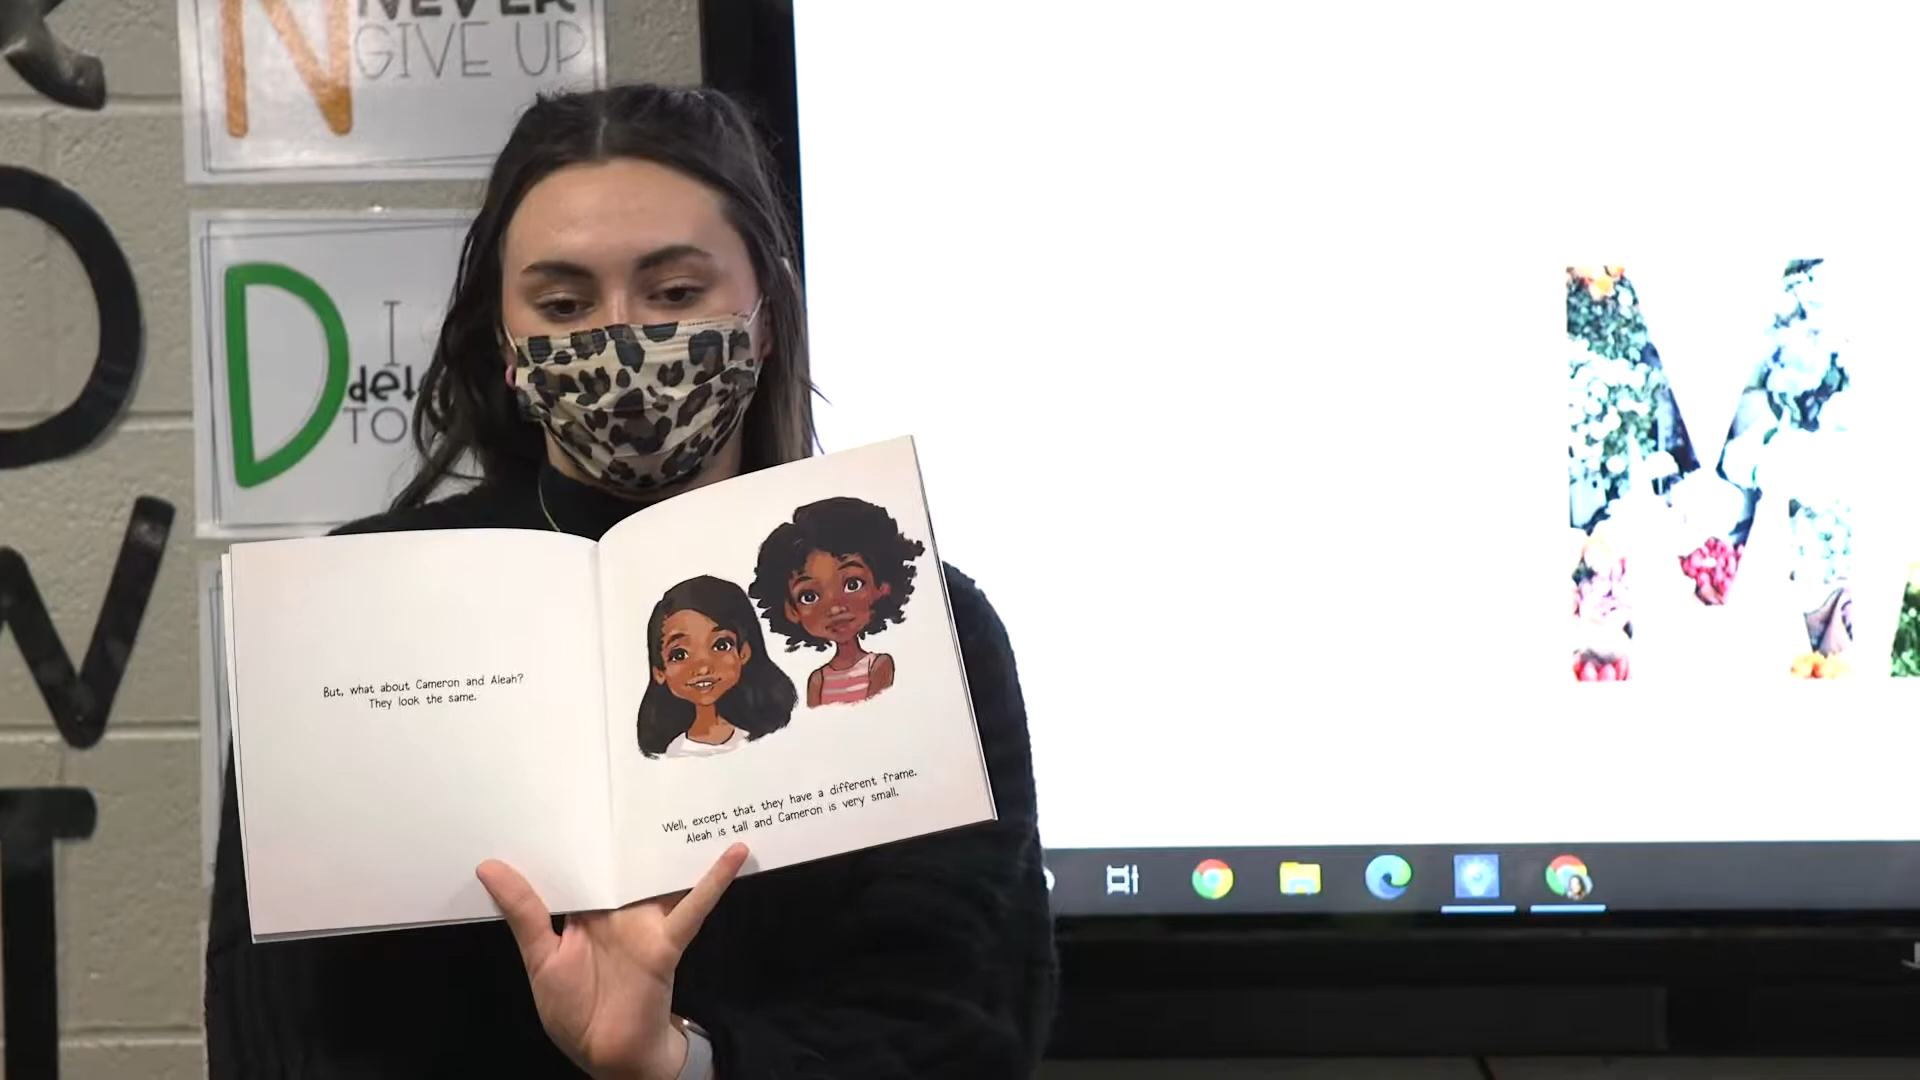 N NEVER
GIVE UP
D I
TO
O
W
T
But, what about Cameron and Aleah?
They look the same.
Well, except that they have a different frame.
Aleah is tall and Cameron is very small.
M